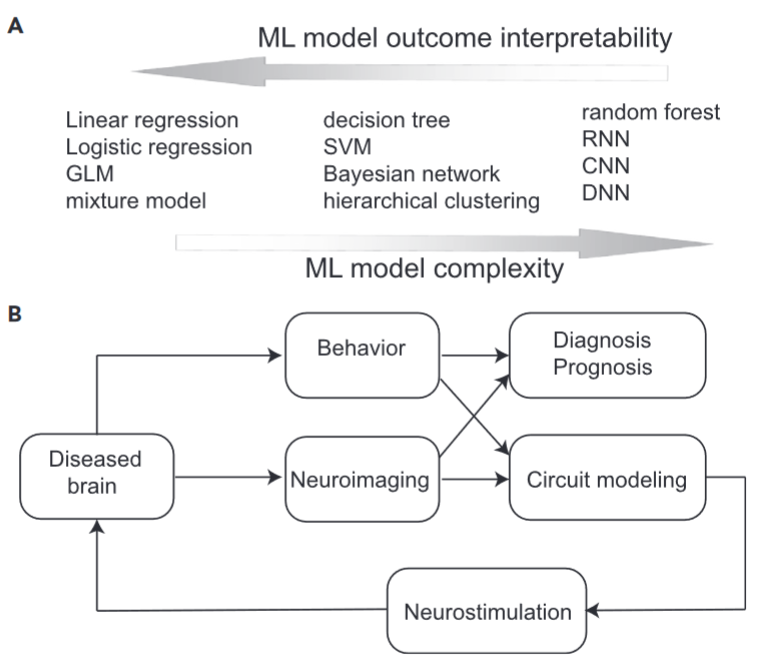 A
ML model outcome interpretability
Linear regression
Logistic regression
GLM
mixture model
decision tree
SVM
Bayesian network
hierarchical clustering
random forest
RNN
CNN
DNN
ML model complexity
B
Behavior
Diagnosis
Prognosis
Diseased
brain
Neuroimaging
Circuit modeling
Neurostimulation